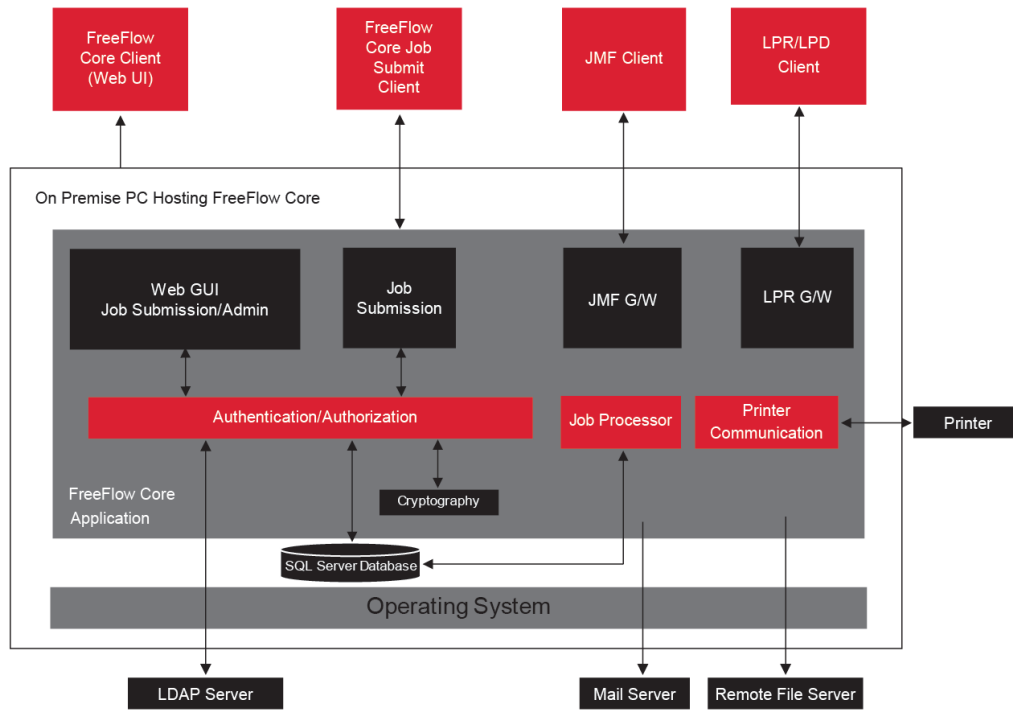 FreeFlow
Core Client
(Web UI)
FreeFlow
Core Job
Submit
Client
JMF Client
LPR/LPD
Client
On Premise PC Hosting FreeFlow Core
Web GUI
Job Submission/Admin
Job
Submission
JMF G/W
LPR G/W
Authentication/Authorization
Job Processor
Printer
Communication
Printer
FreeFlow Core
Application
Cryptography
SQL Server Database
Operating System
LDAP Server
Mail Server
Remote File Server